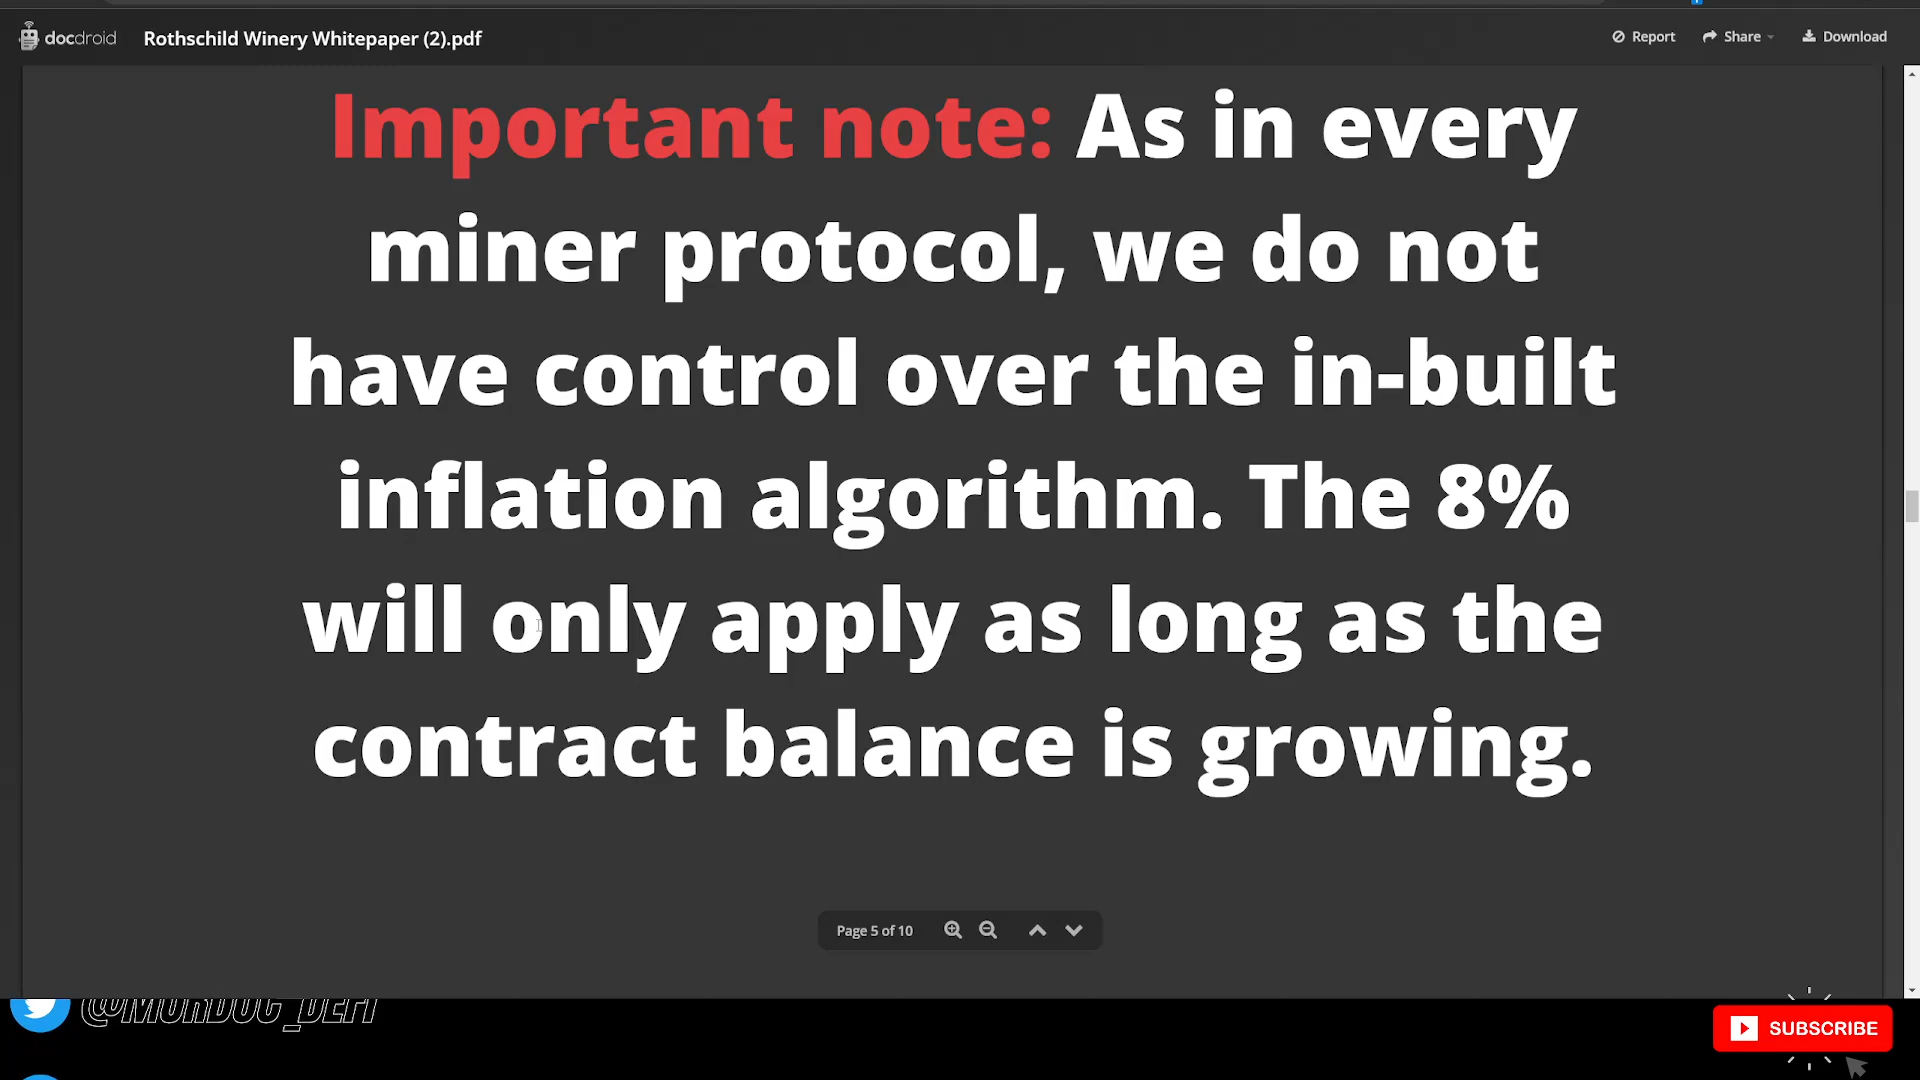 docdroid
Rothschild Winery Whitepaper (2).pdf
Report
Share
Download
Important note: As in every
miner protocol, we do not
have control over the in-built
inflation algorithm. The 8%
will only apply as long as the
contract balance is growing.
Page 5 of 10
@MURDOC_DEFI
SUBSCRIBE